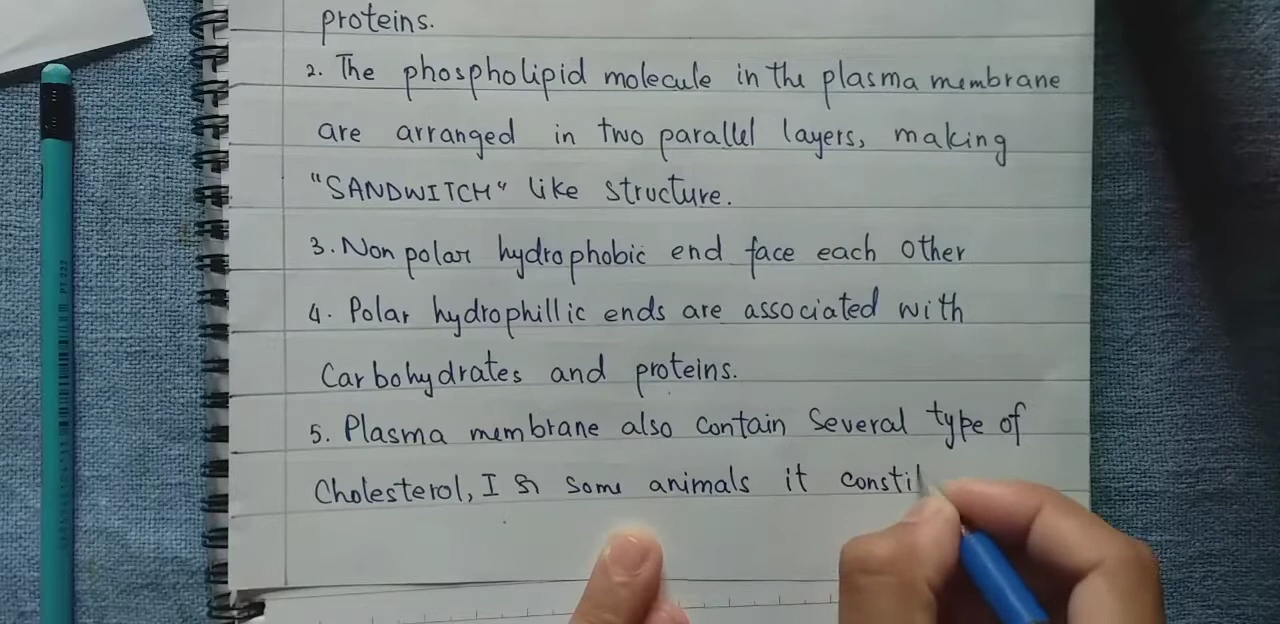 proteins.
2. The phospholipid molecule in the plasma membrane
are arranged in two parallel layers, making
"SANDWITCH" like structure.
3. Non polar hydrophobic end face each other
4. Polar hydrophillic ends are associated with
Carbohydrates and proteins.
5. Plasma membrane also contain Several type of
Cholesterol, I some animals it consti